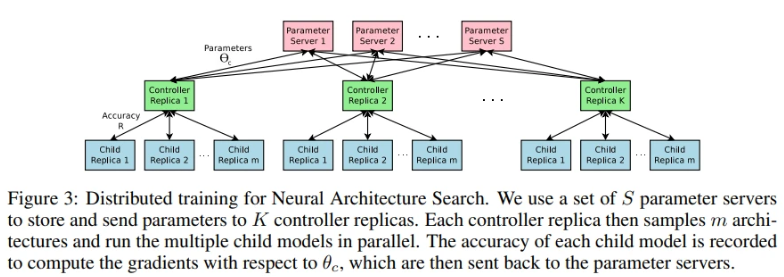 Parameter Server 1
Parameter Server 2
. . .
Parameter Server S
Parameters
Θc
Controller Replica 1
Controller Replica 2
. . .
Controller Replica K
Accuracy
R
Child Replica 1
Child Replica 2
...
Child Replica m
Child Replica 1
Child Replica 2
...
Child Replica m
Child Replica 1
Child Replica 2
...
Child Replica m
Figure 3: Distributed training for Neural Architecture Search. We use a set of S parameter servers
to store and send parameters to K controller replicas. Each controller replica then samples m archi-
tectures and run the multiple child models in parallel. The accuracy of each child model is recorded
to compute the gradients with respect to θc, which are then sent back to the parameter servers.